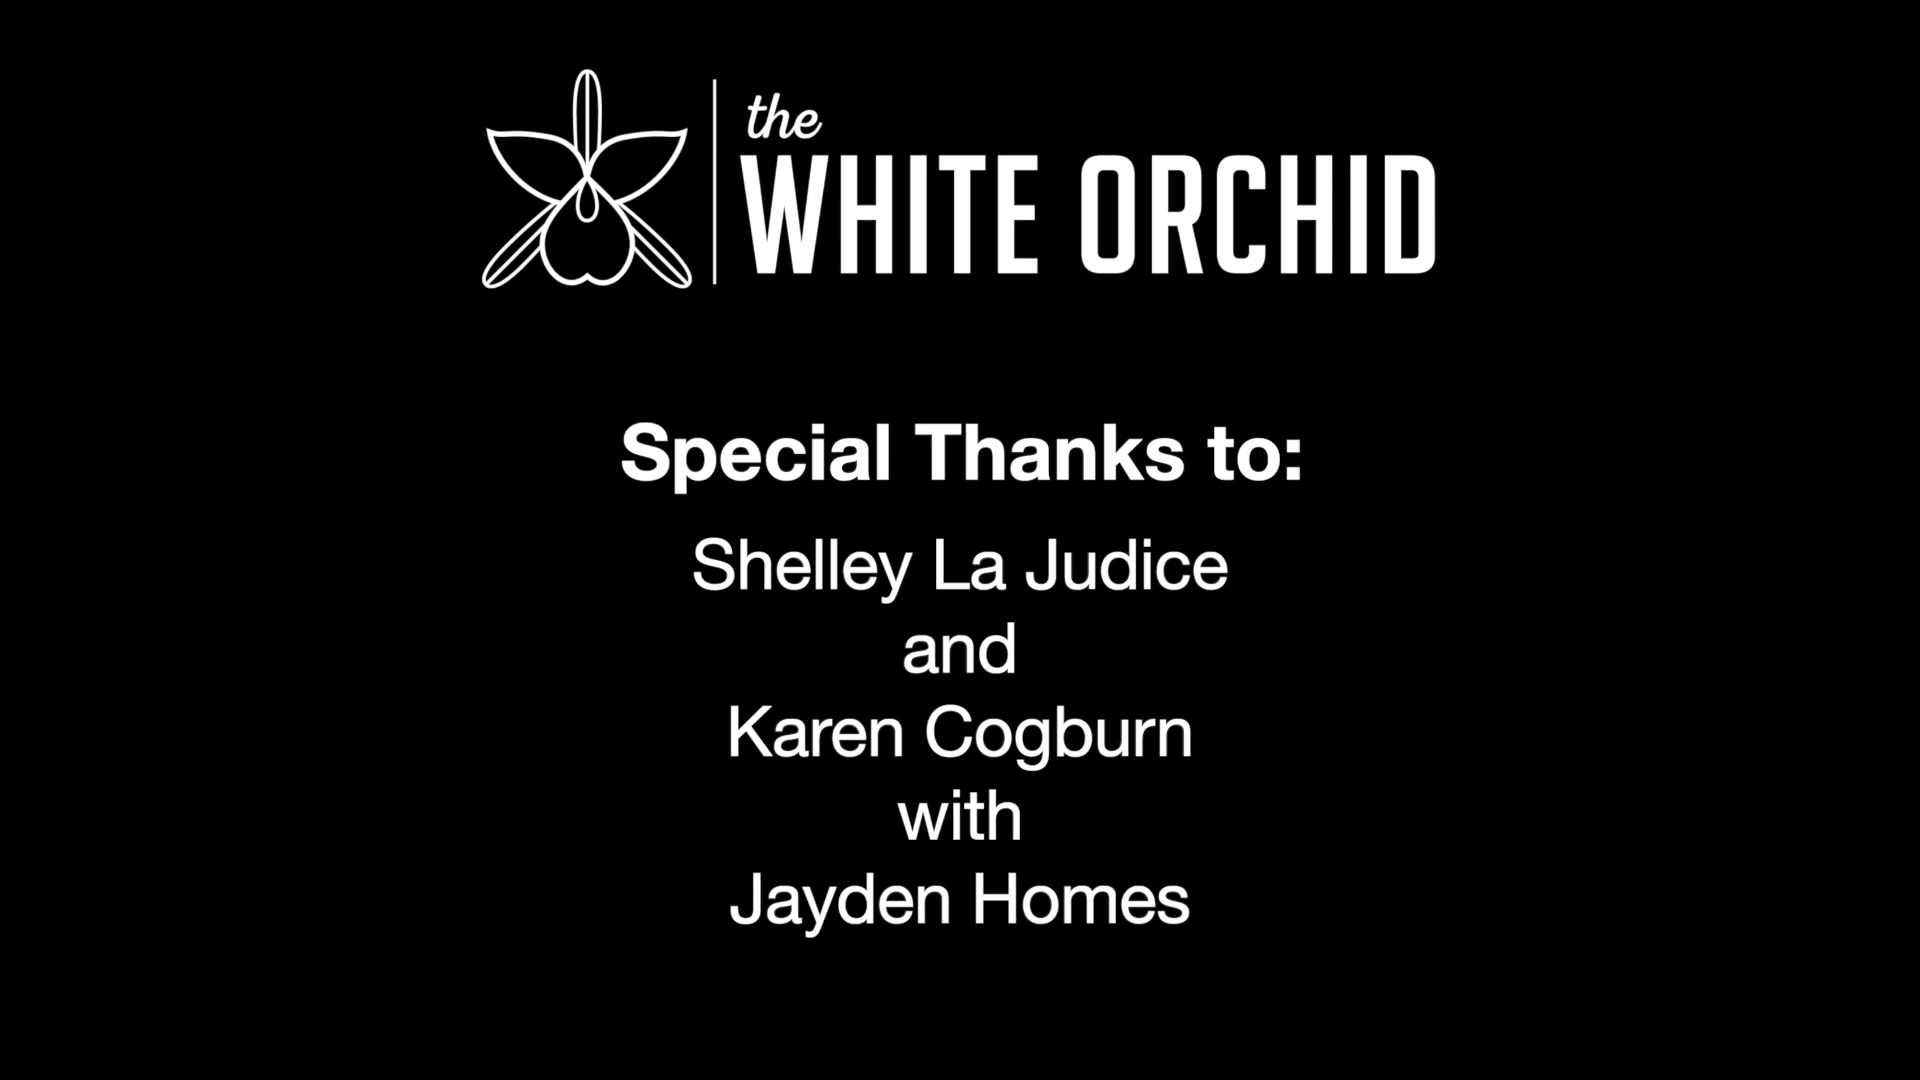 the
WHITE ORCHID
Special Thanks to:
Shelley La Judice
and
Karen Cogburn
with
Jayden Homes